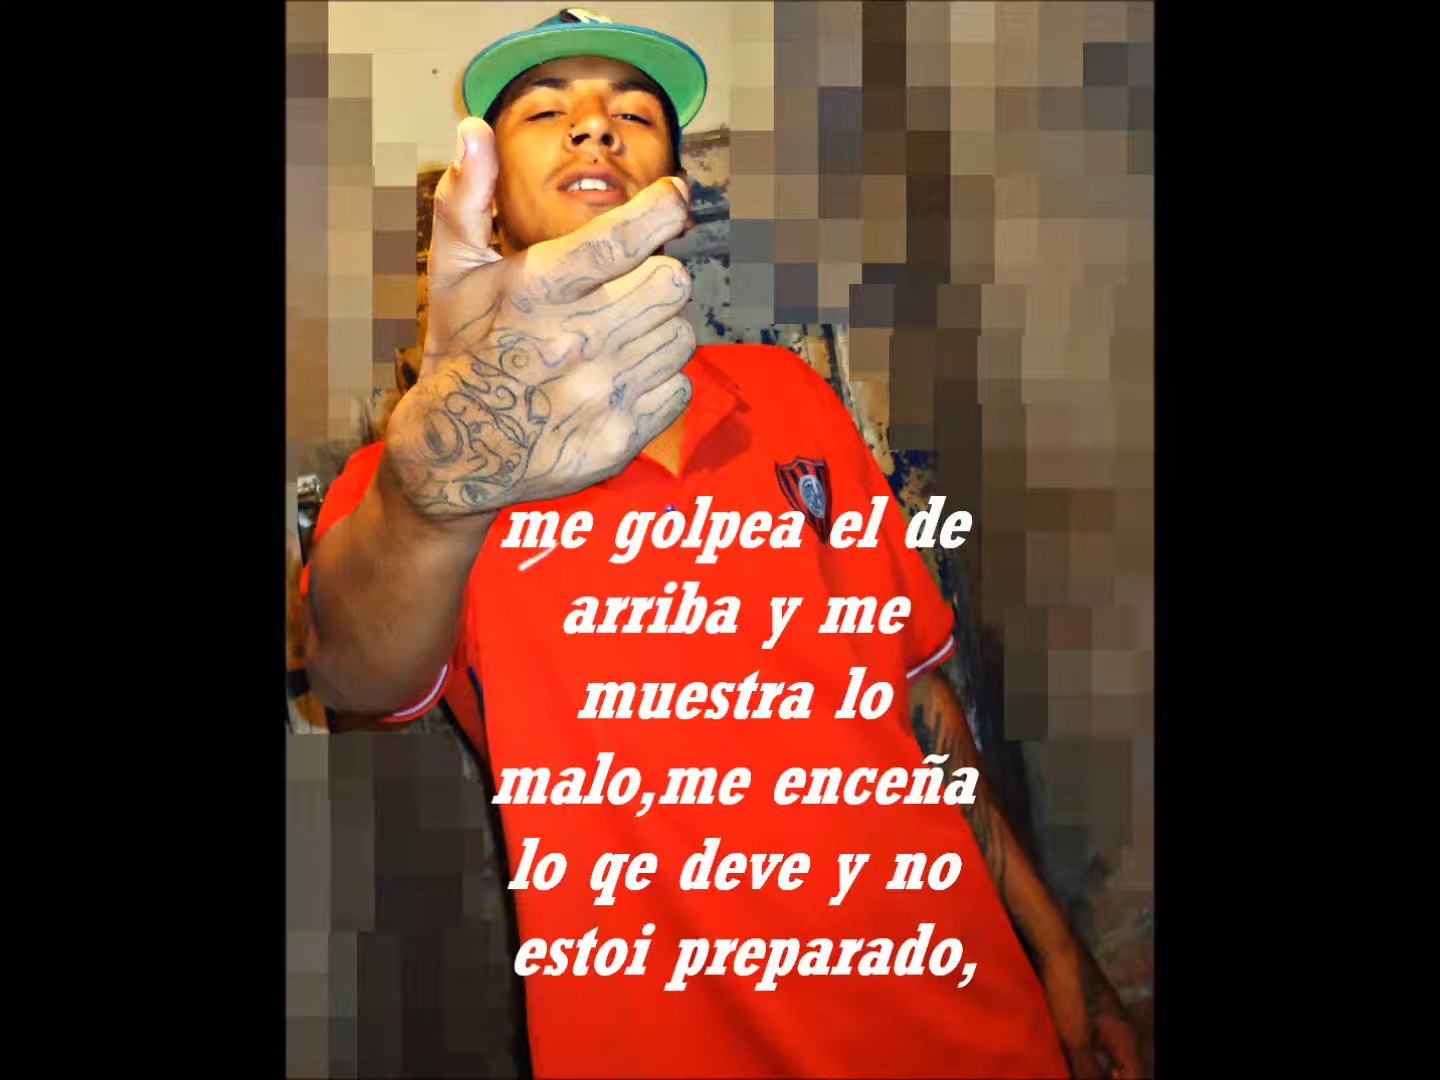 me golpea el de
arriba y me
muestra lo
malo,me enceña
lo qe deve y no
estoi preparado,